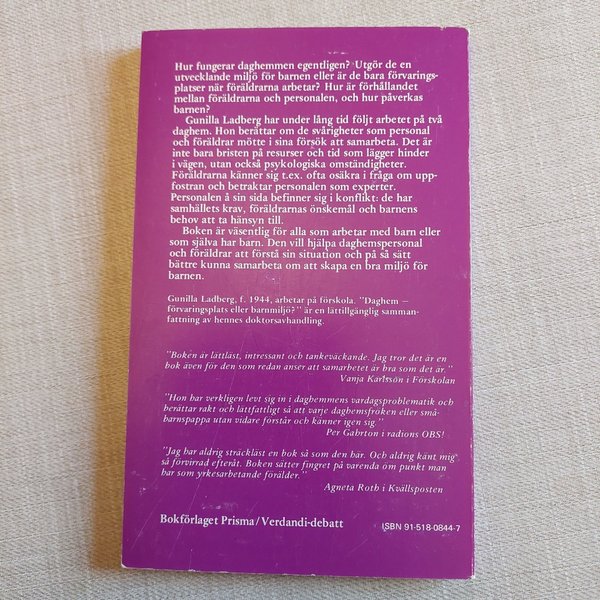 Hur fungerar daghemmen egentligen? Utgör de en
utvecklande miljö för barnen eller är de bara förvarings-
platser när föräldrarna arbetar? Hur är förhållandet
mellan föräldrarna och personalen, och hur påverkas
barnen?
Gunilla Ladberg har under lång tid följt arbetet på två
daghem. Hon berättar om de svårigheter som personal
och föräldrar mötte i sina försök att samarbeta. Det är
inte bara bristen på resurser och tid som lägger hinder
i vägen, utan också psykologiska omständigheter.
Föräldrarna känner sig t.ex. ofta osäkra i fråga om upp-
fostran och betraktar personalen som experter.
Personalen å sin sida befinner sig i konflikt: de har
samhällets krav, föräldrarnas önskemål och barnens
behov att ta hänsyn till.
Boken är väsentlig för alla som arbetar med barn eller
som själva har barn. Den vill hjälpa daghemspersonal
och föräldrar att förstå sin situation och på så sätt
bättre kunna samarbeta om att skapa en bra miljö för
barnen.
Gunilla Ladberg, f. 1944, arbetar på förskola. "Daghem –
förvaringsplats eller barnmiljö?" är en lättillgänglig samman-
fattning av hennes doktorsavhandling.
"Boken är lättläst, intressant och tankeväckande. Jag tror det är en
bok även för den som redan anser att samarbetet är bra som det är."
Vanja Karlsson i Förskolan
"Hon har verkligen levt sig in i daghemmens vardagsproblematik och
berättar rakt och lättfattligt så att varje daghemsfröken eller små-
barnspappa utan vidare förstår och känner igen sig."
Per Gahrton i radions OBS!
"Jag har aldrig sträckläst en bok så som den här. Och aldrig känt mig
så förvirrad efteråt. Boken sätter fingret på varenda öm punkt man
har som yrkesarbetande förälder."
Agneta Roth i Kvällsposten
Bokförlaget Prisma/Verdandi-debatt
ISBN 91-518-0844-7